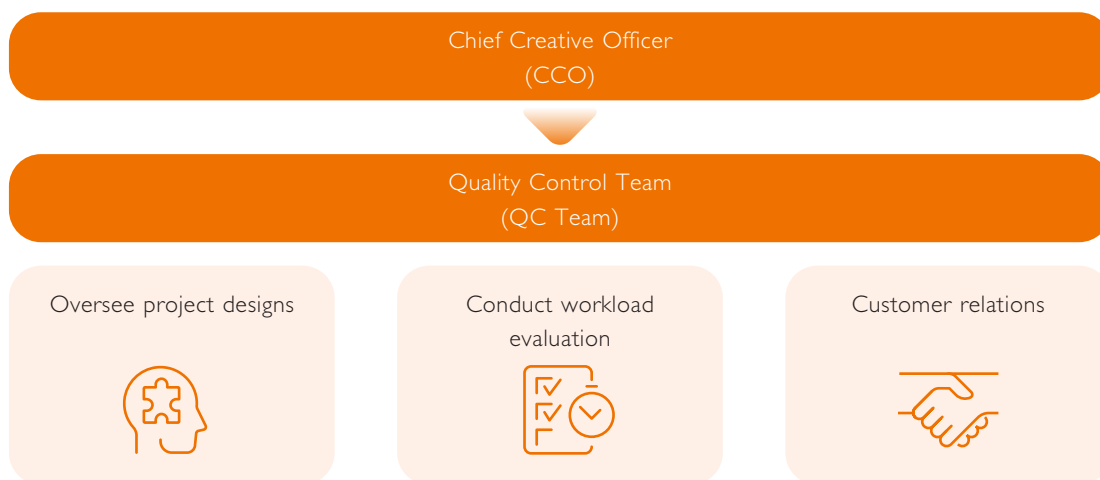 Chief Creative Officer
(CCO)
Quality Control Team
(QC Team)
Oversee project designs
Conduct workload
evaluation
Customer relations